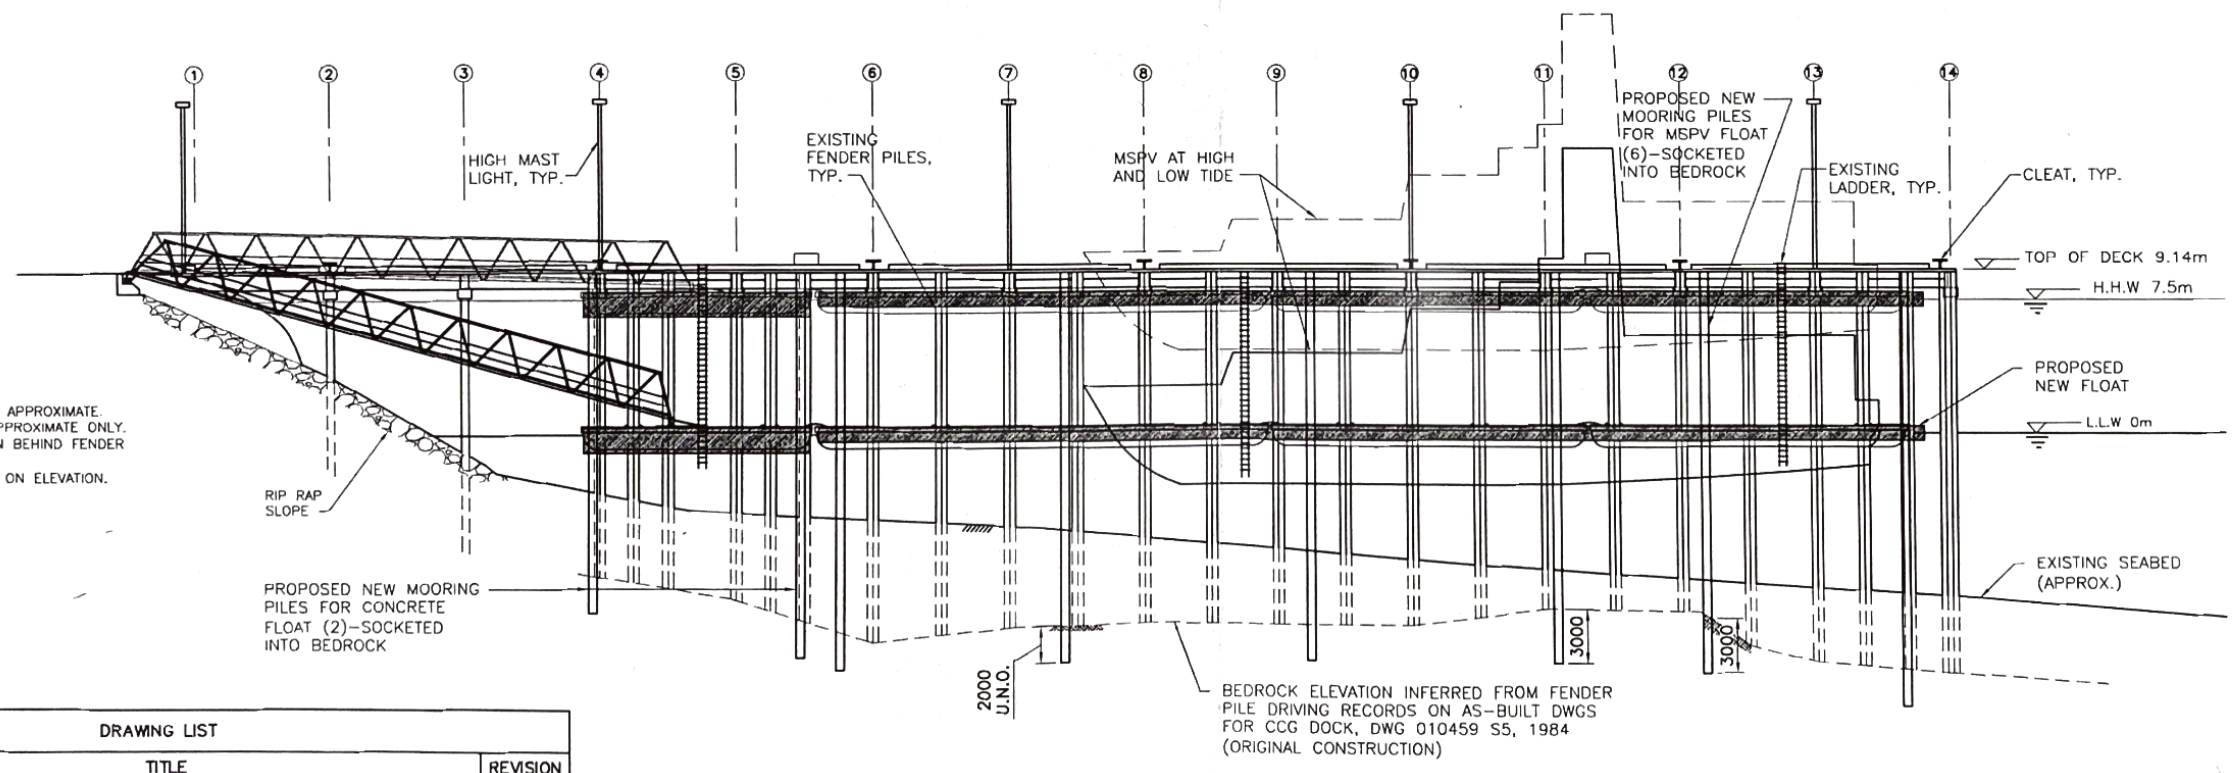 1
2
3
4
5
6
7
8
9
10
11
12
13
14
HIGH MAST
LIGHT, TYP.
EXISTING
FENDER PILES,
TYP.
MSPV AT HIGH
AND LOW TIDE
PROPOSED NEW
MOORING PILES
FOR MSPV FLOAT
(6)-SOCKETED
INTO BEDROCK
EXISTING
LADDER, TYP.
CLEAT, TYP.
TOP OF DECK 9.14m
H.H.W 7.5m
PROPOSED
NEW FLOAT
L.L.W 0m
APPROXIMATE.
PPROXIMATE ONLY.
N BEHIND FENDER
ON ELEVATION.
RIP RAP
SLOPE
PROPOSED NEW MOORING
PILES FOR CONCRETE
FLOAT (2)-SOCKETED
INTO BEDROCK
2000
U.N.O.
3000
3000
EXISTING SEABED
(APPROX.)
BEDROCK ELEVATION INFERRED FROM FENDER
PILE DRIVING RECORDS ON AS-BUILT DWGS
FOR CCG DOCK, DWG 010459 S5, 1984
(ORIGINAL CONSTRUCTION)
DRAWING LIST
TITLE
REVISION